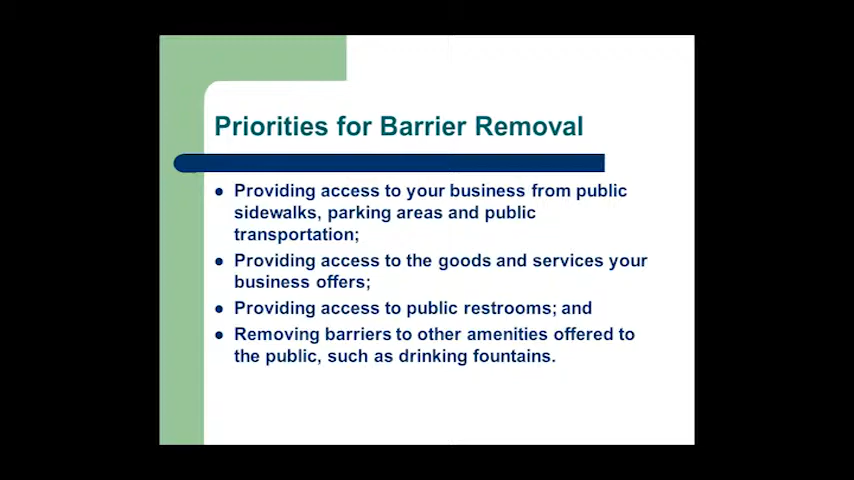 Priorities for Barrier Removal
● Providing access to your business from public
sidewalks, parking areas and public
transportation;
● Providing access to the goods and services your
business offers;
● Providing access to public restrooms; and
● Removing barriers to other amenities offered to
the public, such as drinking fountains.